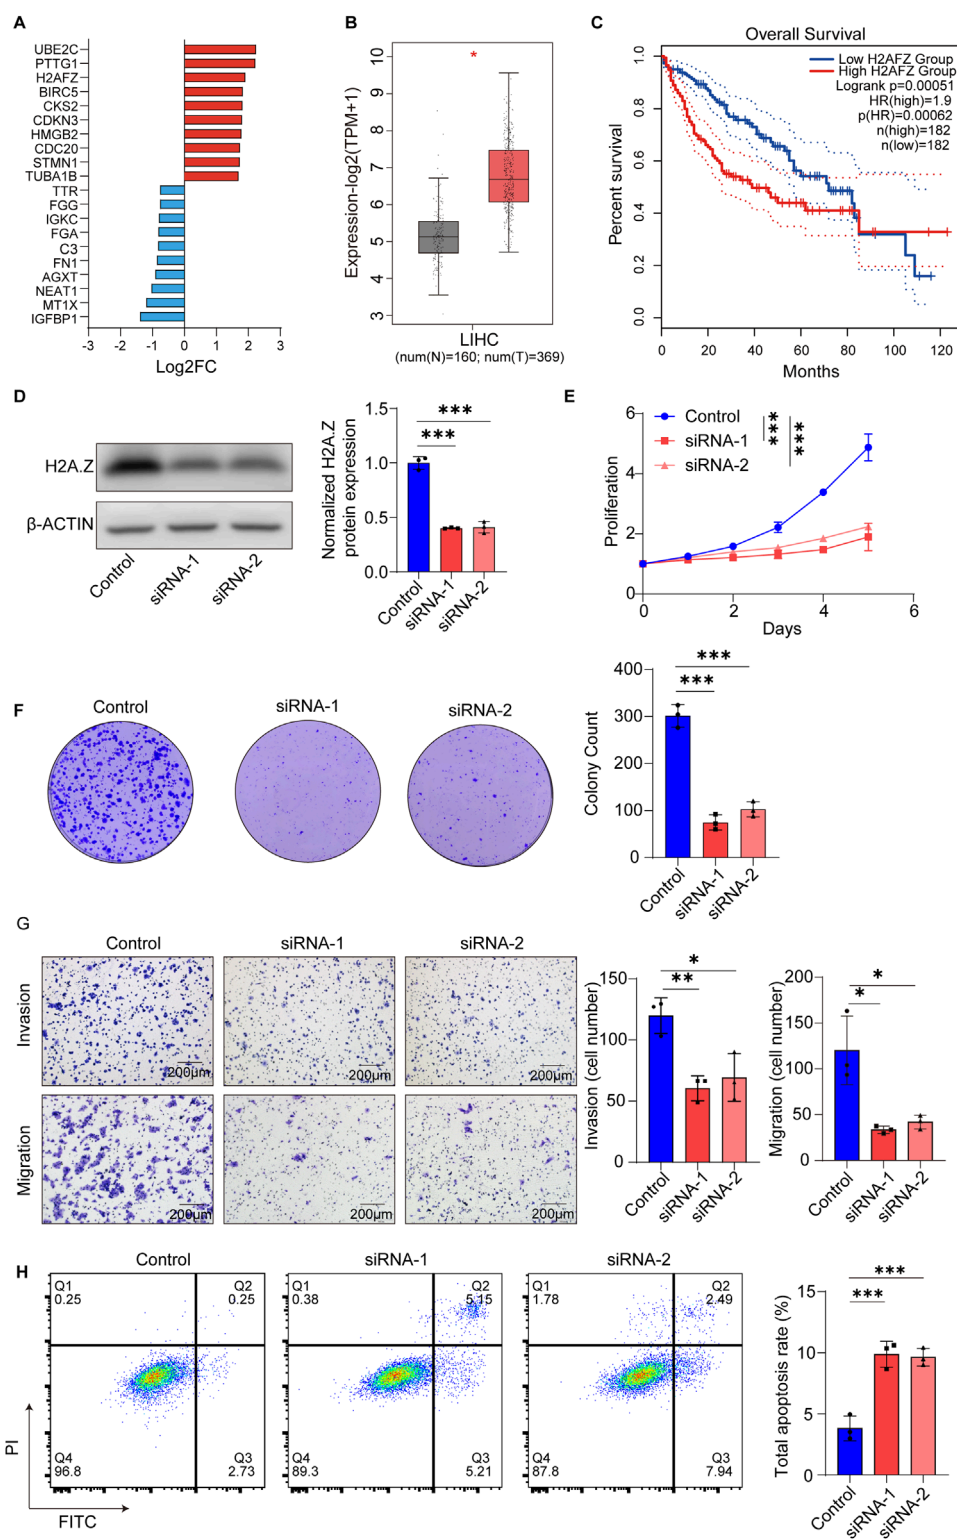 A
UBE2C
PTTG1
H2AFZ
BIRC5
CKS2
CDKN3
HMGB2
CDC20
STMN1
TUBA1B
TTR
FGG
IGKC
FGA
C3
FN1
AGXT
NEAT1
MT1X
IGFBP1
-3 -2 -1 0 1 2 3
Log2FC
B
Expression-log2(TPM+1)
10
9
8
7
6
5
4
3
*
LIHC
(num(N)=160; num(T)=369)
C
Overall Survival
Low H2AFZ Group
High H2AFZ Group
Logrank p=0.00051
HR(high)=1.9
p(HR)=0.00062
n(high)=182
n(low)=182
Percent survival
1.0
0.8
0.6
0.4
0.2
0.0
0 20 40 60 80 100 120
Months
D
H2A.Z
β-ACTIN
Control
siRNA-1
siRNA-2
Normalized H2A.Z
protein expression
1.5
1.0
0.5
0.0
***
***
Control
siRNA-1
siRNA-2
E
Proliferation
6
4
2
0
Control
siRNA-1
siRNA-2
***
***
0 2 4 6
Days
F
Control
siRNA-1
siRNA-2
Colony Count
400
300
200
100
0
***
***
Control
siRNA-1
siRNA-2
G
Control
siRNA-1
siRNA-2
Invasion
200μm
200μm
200μm
Migration
200μm
200μm
200μm
Invasion (cell number)
150
100
50
0
*
**
Control
siRNA-1
siRNA-2
Migration (cell number)
200
150
100
50
0
*
*
Control
siRNA-1
siRNA-2
H
Control
siRNA-1
siRNA-2
Q1
0.25
Q2
0.25
Q4
96.8
Q3
2.73
Q1
0.38
Q2
5.15
Q4
89.3
Q3
5.21
Q1
1.78
Q2
2.49
Q4
87.8
Q3
7.94
PI
FITC
Total apoptosis rate (%)
15
10
5
0
***
***
Control
siRNA-1
siRNA-2